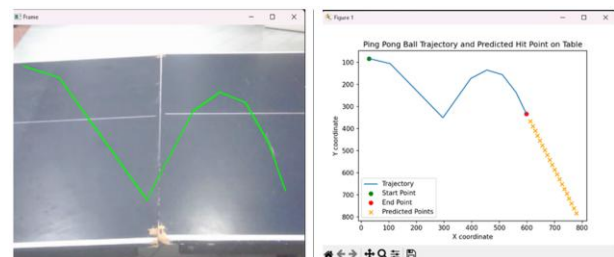 Frame
Figure 1
Ping Pong Ball Trajectory and Predicted Hit Point on Table
100
200
300
400
500
600
700
800
Y coordinate
Trajectory
Start Point
End Point
Predicted Points
0 100 200 300 400 500 600 700 800
X coordinate